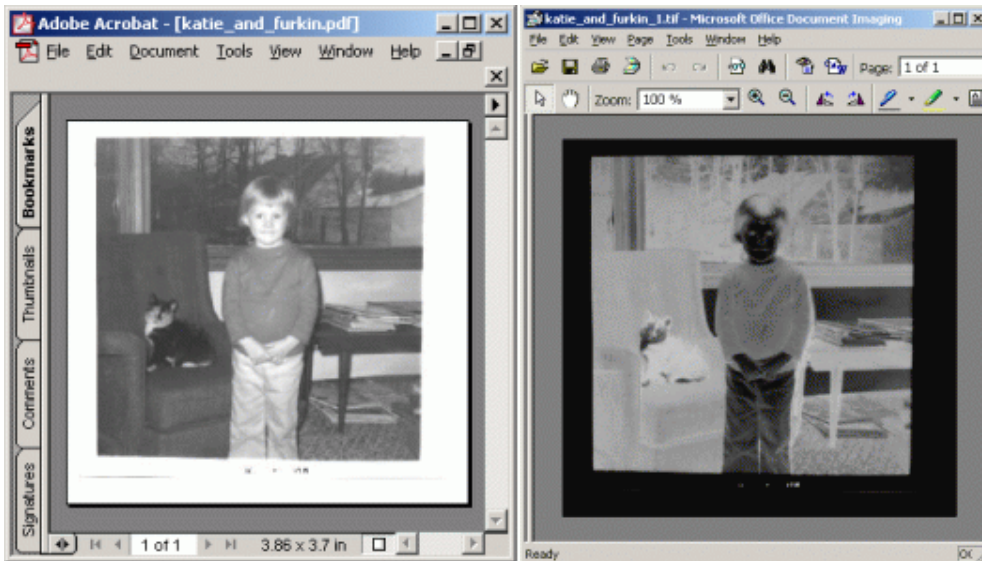 Adobe Acrobat - [katie_and_furkin.pdf]
File Edit Document Tools View Window Help
Bookmarks
Thumbnails
Comments
Signatures
1 of 1 3.86 x 3.7 in
katie_and_furkin_1.tif - Microsoft Office Document Imaging
File Edit View Page Tools Window Help
Page: 1 of 1
Zoom: 100 %
Ready